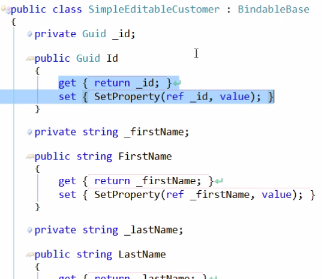 public class SimpleEditableCustomer : BindableBase
private Guid _id;
public Guid Id
{
get { return _id; }
set { SetProperty(ref _id, value); }
}
private string _firstName;
public string FirstName
{
get { return _firstName; }
set { SetProperty(ref _firstName, value); }
}
private string _lastName;
public string LastName
{
get { return _lastName; }